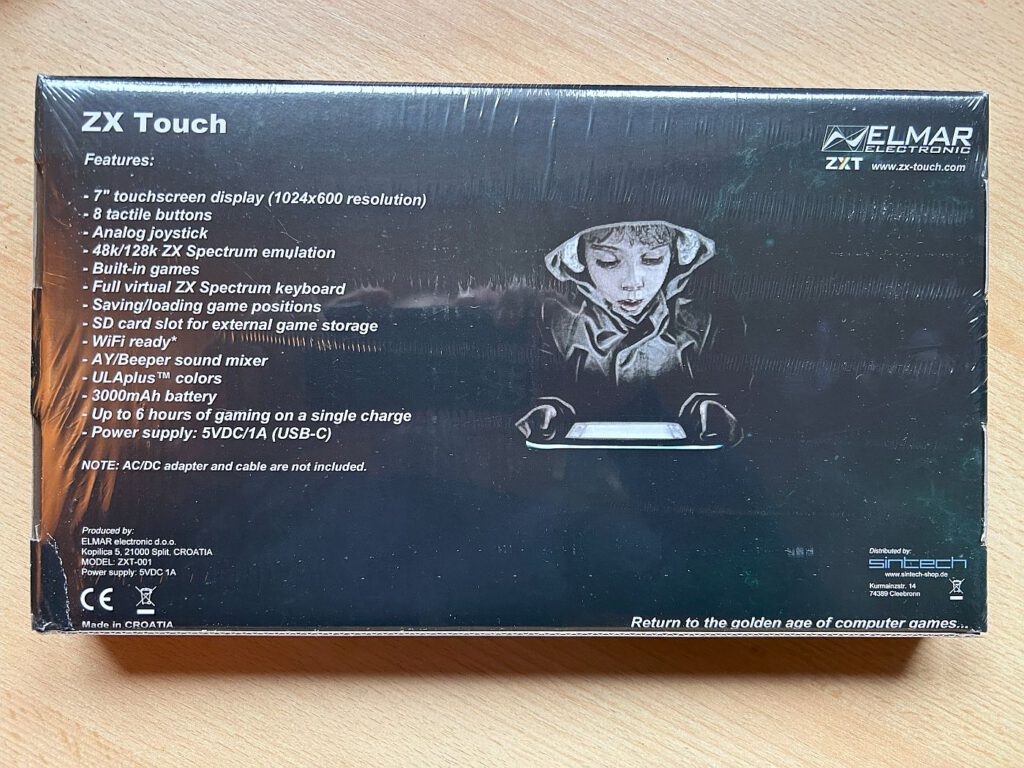 ZX Touch
ELMAR
ELECTRONIC
ZXT www.zx-touch.com
Features:
- 7" touchscreen display (1024x600 resolution)
- 8 tactile buttons
- Analog joystick
- 48k/128k ZX Spectrum emulation
- Built-in games
- Full virtual ZX Spectrum keyboard
- Saving/loading game positions
- SD card slot for external game storage
- WiFi ready*
- AY/Beeper sound mixer
- ULAplus™ colors
- 3000mAh battery
- Up to 6 hours of gaming on a single charge
- Power supply: 5VDC/1A (USB-C)
NOTE: AC/DC adapter and cable are not included.
Produced by:
ELMAR electronic d.o.o.
Kopilica 5, 21000 Split, CROATIA
MODEL: ZXT-001
Power supply: 5VDC 1A
CE
Made in CROATIA
Distributed by:
sintech
www.sintech-shop.de
Kurmainzstr. 14
74389 Cleebronn
Return to the golden age of computer games...